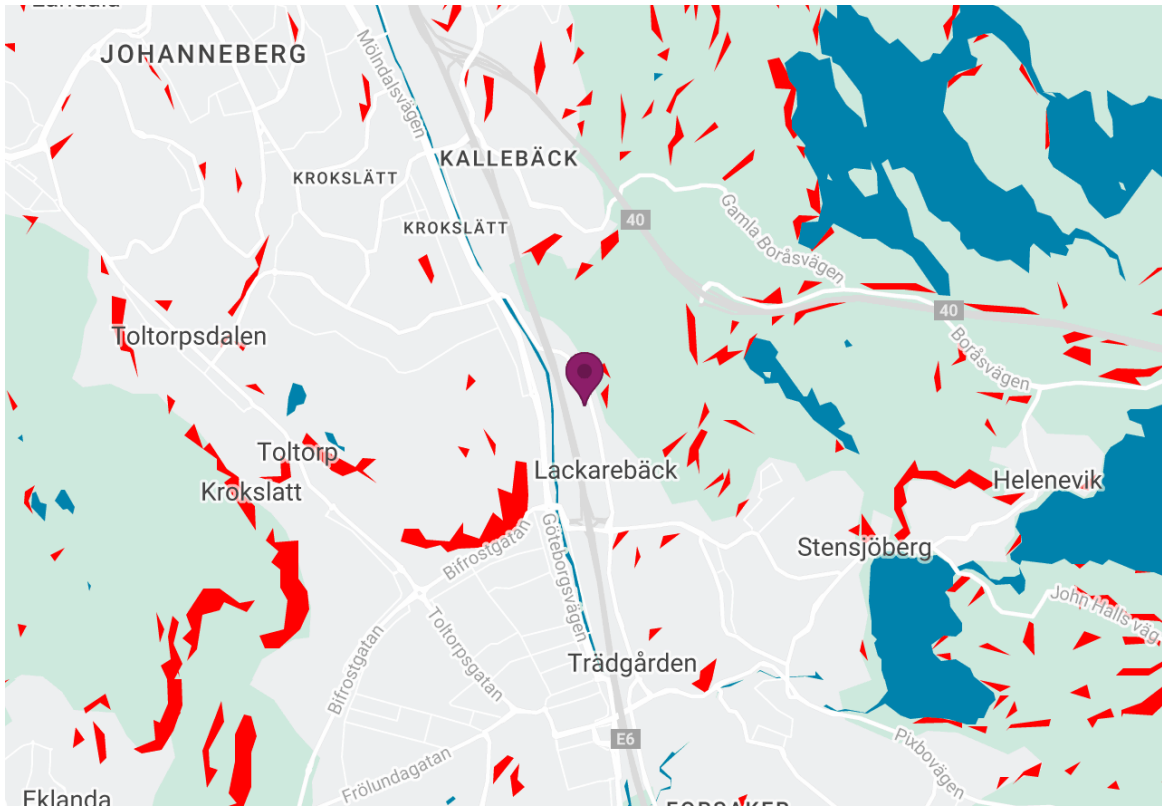 JOHANNEBERG
Mölndalsvägen
KALLEBÄCK
KROKSLÄTT
KROKSLÄTT
40
Gamla Boråsvägen
40
Boråsvägen
Toltorpsdalen
Toltorp
Krokslatt
Lackarebäck
Helenevik
Bifrostgatan
Göteborgsvägen
Stensjöberg
John Halls väg
Toltorpsgatan
Bifrostgatan
Trädgården
E6
Pixbovägen
Frölundagatan
Eklanda